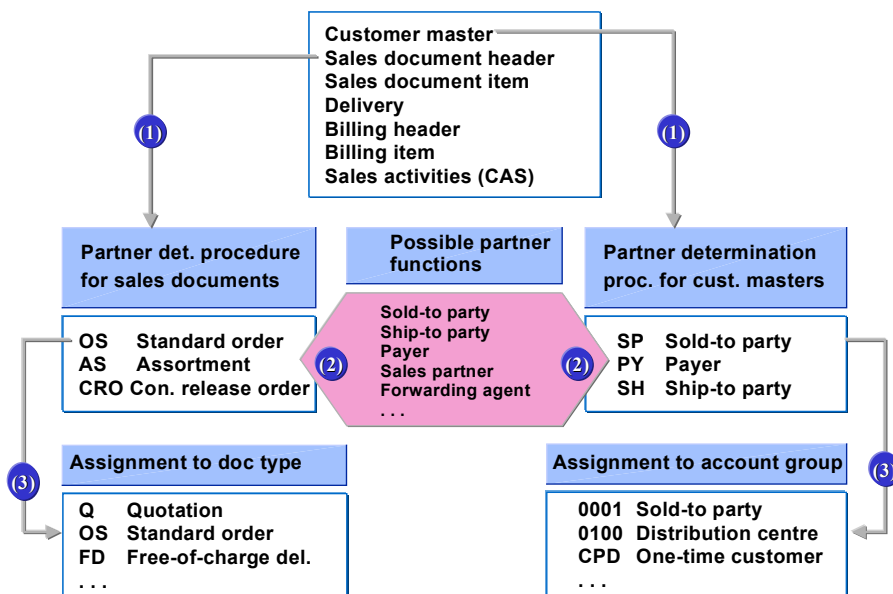 Customer master
Sales document header
Sales document item
Delivery
Billing header
Billing item
Sales activities (CAS)
(1)
(1)
Partner det. procedure
for sales documents
Possible partner
functions
Partner determination
proc. for cust. masters
OS Standard order
AS Assortment
CRO Con. release order
(2)
Sold-to party
Ship-to party
Payer
Sales partner
Forwarding agent
. . .
(2)
SP Sold-to party
PY Payer
SH Ship-to party
(3)
Assignment to doc type
Assignment to account group
(3)
Q Quotation
OS Standard order
FD Free-of-charge del.
. . .
0001 Sold-to party
0100 Distribution centre
CPD One-time customer
. . .